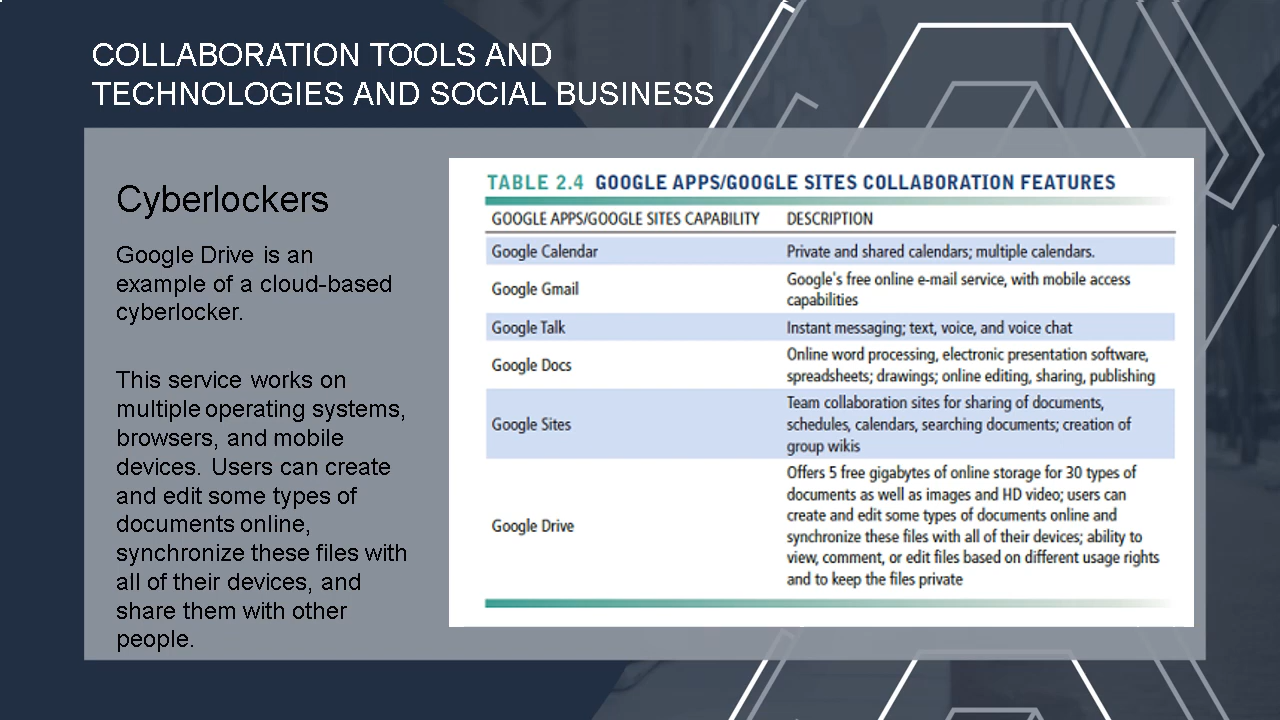 COLLABORATION TOOLS AND
TECHNOLOGIES AND SOCIAL BUSINESS
Cyberlockers
Google Drive is an
example of a cloud-based
cyberlocker.
This service works on
multiple operating systems,
browsers, and mobile
devices. Users can create
and edit some types of
documents online,
synchronize these files with
all of their devices, and
share them with other
people.
TABLE 2.4 GOOGLE APPS/GOOGLE SITES COLLABORATION FEATURES
GOOGLE APPS/GOOGLE SITES CAPABILITY DESCRIPTION
Google Calendar Private and shared calendars; multiple calendars.
Google Gmail Google's free online e-mail service, with mobile access
capabilities
Google Talk Instant messaging; text, voice, and voice chat
Google Docs Online word processing, electronic presentation software,
spreadsheets; drawings; online editing, sharing, publishing
Google Sites Team collaboration sites for sharing of documents,
schedules, calendars, searching documents; creation of
group wikis
Google Drive Offers 5 free gigabytes of online storage for 30 types of
documents as well as images and HD video; users can
create and edit some types of documents online and
synchronize these files with all of their devices; ability to
view, comment, or edit files based on different usage rights
and to keep the files private